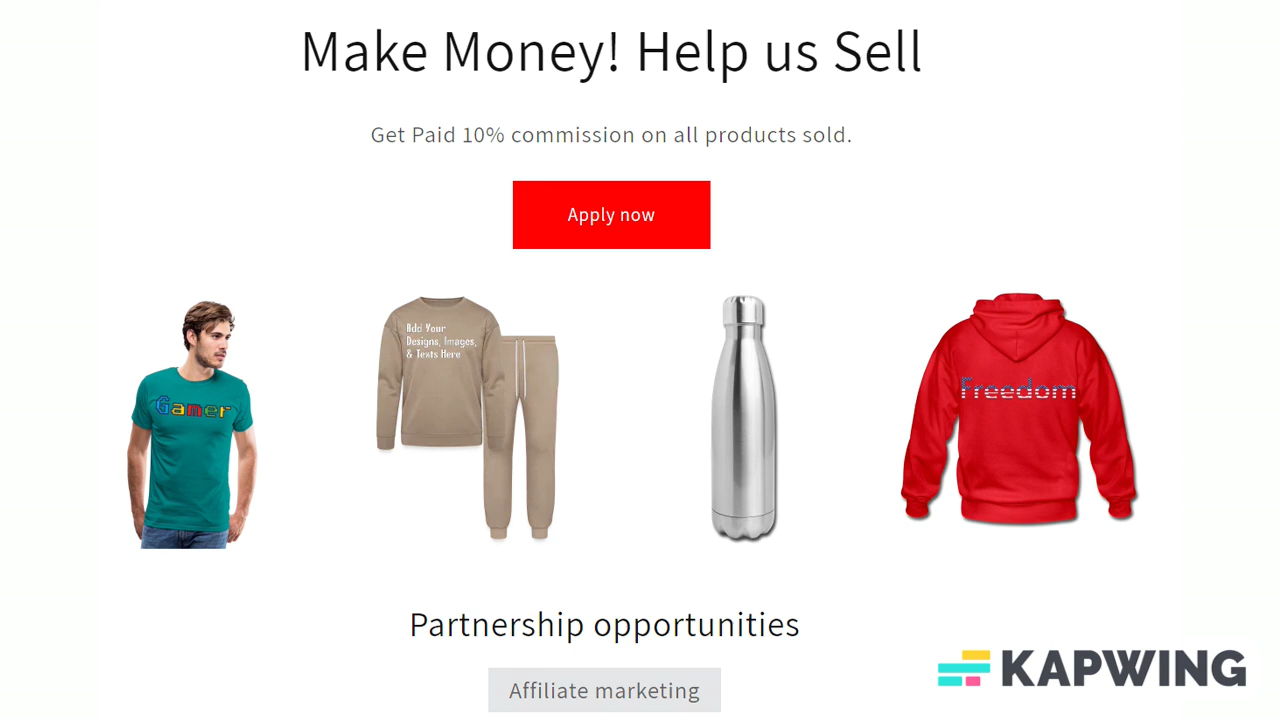 Make Money! Help us Sell
Get Paid 10% commission on all products sold.
Apply now
Gamer
Add Your
Designs, Images,
& Texts Here
Freedom
Partnership opportunities
Affiliate marketing
KAPWING